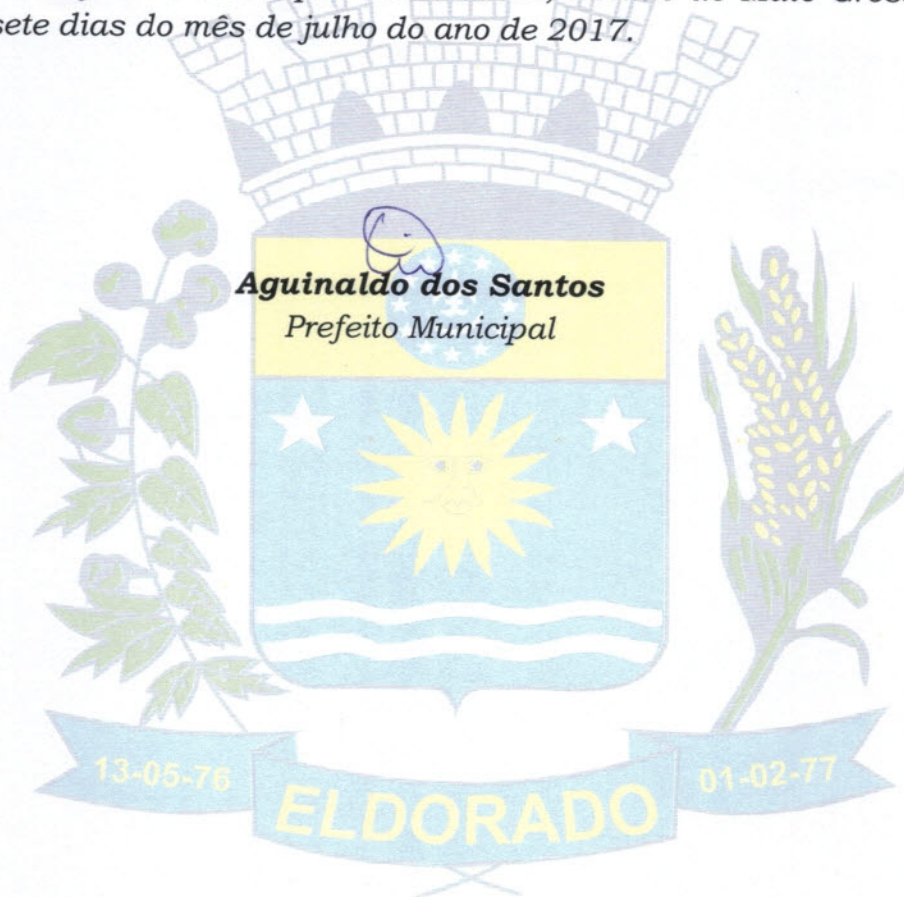 sete dias do mês de julho do ano de 2017.
Aguinaldo dos Santos
Prefeito Municipal
13-05-76
ELDORADO
01-02-77